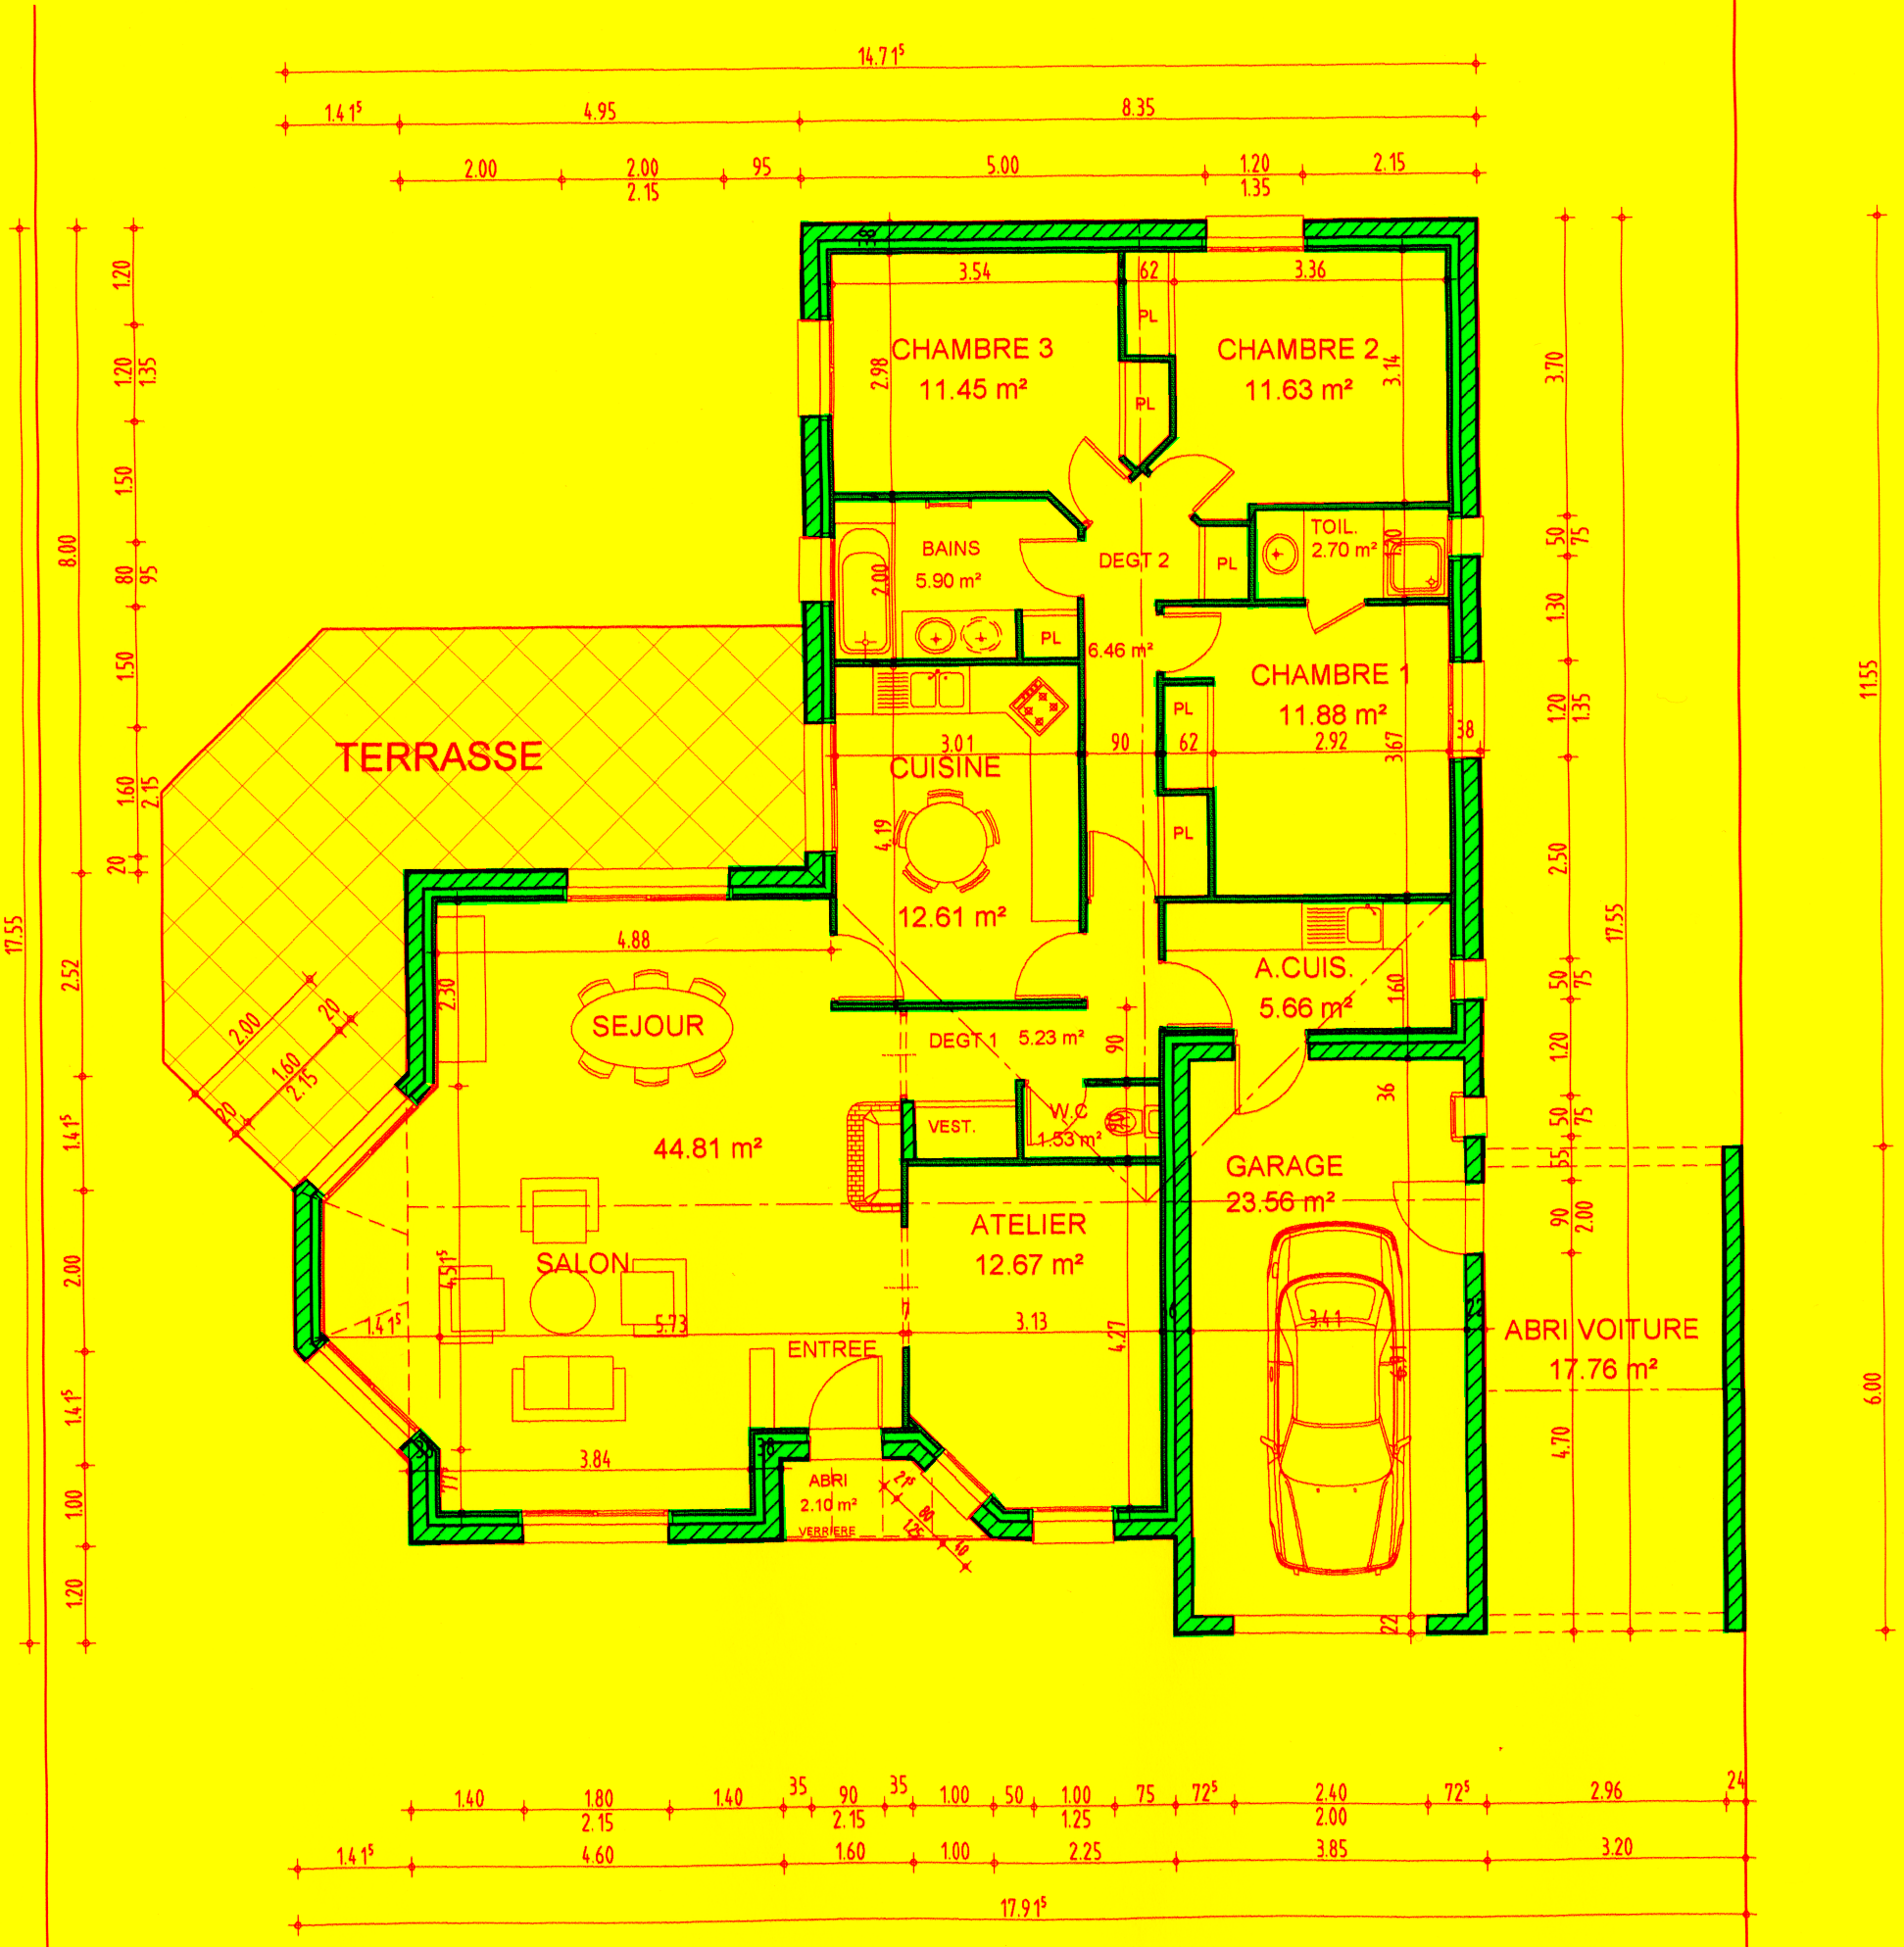 14.71⁵
1.41⁵ 4.95 8.35
2.00 2.00 95 5.00 1.20 2.15
2.15 1.35
38
3.54 62 3.36
PL
CHAMBRE 3 CHAMBRE 2
11.45 m² 11.63 m²
2.98 3.14
PL
TOIL.
2.70 m²
1.20
BAINS
5.90 m²
2.00
DEGT 2
PL
PL
6.46 m²
CHAMBRE 1
11.88 m²
PL
38
TERRASSE
3.01 90 62 2.92
3.67
CUISINE
4.19
PL
12.61 m²
4.88
A.CUIS.
5.66 m²
1.60
2.30
SEJOUR
DEGT 1 5.23 m²
90
2.00
20
1.60
2.15
20
36
W.C
1.53 m²
VEST.
44.81 m²
GARAGE
23.56 m²
ATELIER
12.67 m²
SALON
4.51⁵
1.41⁵ 5.73 3.13 3.41 22
4.27
ENTREE
ABRI VOITURE
17.76 m²
38
3.84
77
ABRI
2.10 m²
VERRIERE
21⁵
80
1.25
40
22
1.20
1.20
1.35
1.50
80
95
1.50
1.60
2.15
20
8.00
2.52
1.41⁵
2.00
1.41⁵
1.00
1.20
17.55
3.70
50
75
1.30
1.20
1.35
2.50
50
75
1.20
50
75
55
90
2.00
4.70
17.55
11.55
6.00
1.40 1.80 1.40 35 90 35 1.00 50 1.00 75 72⁵ 2.40 72⁵ 2.96 24
2.15 2.15 1.25 2.00
1.41⁵ 4.60 1.60 1.00 2.25 3.85 3.20
17.91⁵